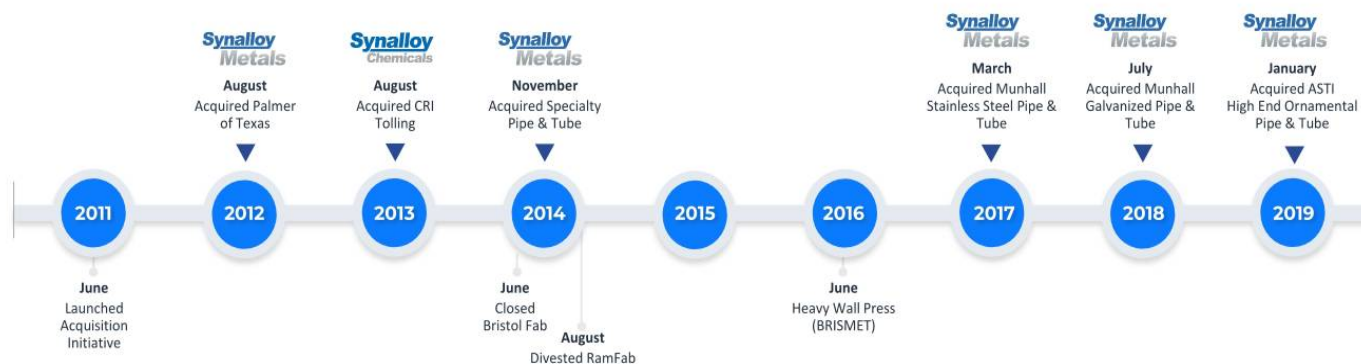 Synalloy
Metals
August
Acquired Palmer
of Texas
Synalloy
Chemicals
August
Acquired CRI
Tolling
Synalloy
Metals
November
Acquired Specialty
Pipe & Tube
Synalloy
Metals
March
Acquired Munhall
Stainless Steel Pipe &
Tube
Synalloy
Metals
July
Acquired Munhall
Galvanized Pipe &
Tube
Synalloy
Metals
January
Acquired ASTI
High End Ornamental
Pipe & Tube
2011
2012
2013
2014
2015
2016
2017
2018
2019
June
Launched
Acquisition
Initiative
June
Closed
Bristol Fab
August
Divested RamFab
June
Heavy Wall Press
(BRISMET)